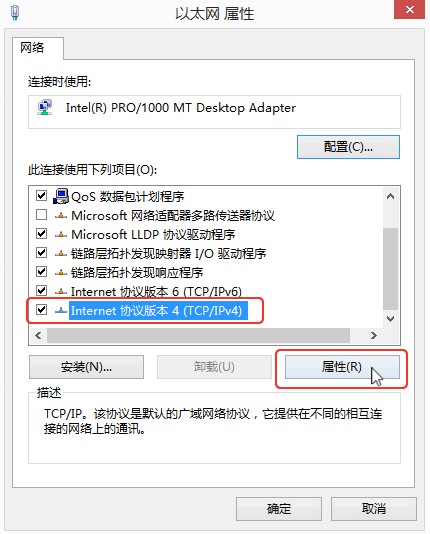 以太网 属性
网络
连接时使用:
Intel(R) PRO/1000 MT Desktop Adapter
配置(C)...
此连接使用下列项目(O):
QoS 数据包计划程序
Microsoft 网络适配器多路传送器协议
Microsoft LLDP 协议驱动程序
链路层拓扑发现映射器 I/O 驱动程序
链路层拓扑发现响应程序
Internet 协议版本 6 (TCP/IPv6)
Internet 协议版本 4 (TCP/IPv4)
安装(N)... 卸载(U) 属性(R)
描述
TCP/IP。该协议是默认的广域网络协议，它提供在不同的相互连
接的网络上的通讯。
确定 取消